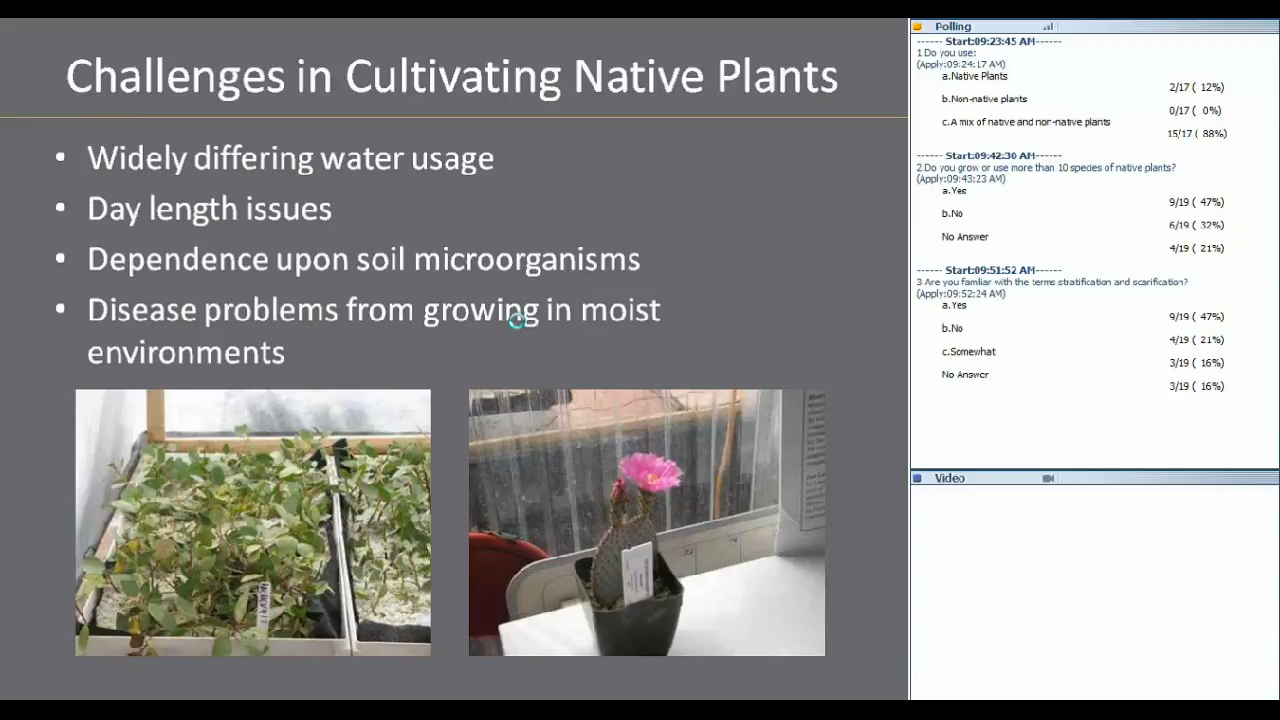 Challenges in Cultivating Native Plants
• Widely differing water usage
• Day length issues
• Dependence upon soil microorganisms
• Disease problems from growing in moist
environments
Polling
------ Start:09:23:45 AM------
1.Do you use:
(Apply:09:24:17 AM)
a.Native Plants
2/17 ( 12%)
b.Non-native plants
0/17 ( 0%)
c.A mix of native and non-native plants
15/17 ( 88%)
------ Start:09:42:30 AM------
2.Do you grow or use more than 10 species of native plants?
(Apply:09:43:23 AM)
a.Yes
9/19 ( 47%)
b.No
6/19 ( 32%)
No Answer
4/19 ( 21%)
------ Start:09:51:52 AM------
3.Are you familiar with the terms stratification and scarification?
(Apply:09:52:24 AM)
a.Yes
9/19 ( 47%)
b.No
4/19 ( 21%)
c.Somewhat
3/19 ( 16%)
No Answer
3/19 ( 16%)
Video